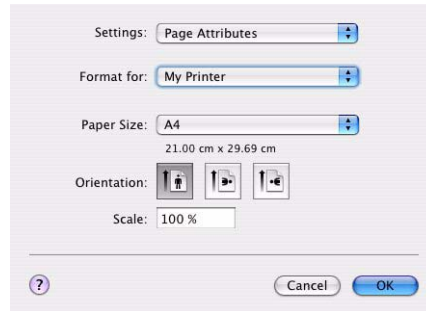 Settings: Page Attributes
Format for: My Printer
Paper Size: A4
21.00 cm x 29.69 cm
Orientation:
Scale: 100 %
? Cancel OK